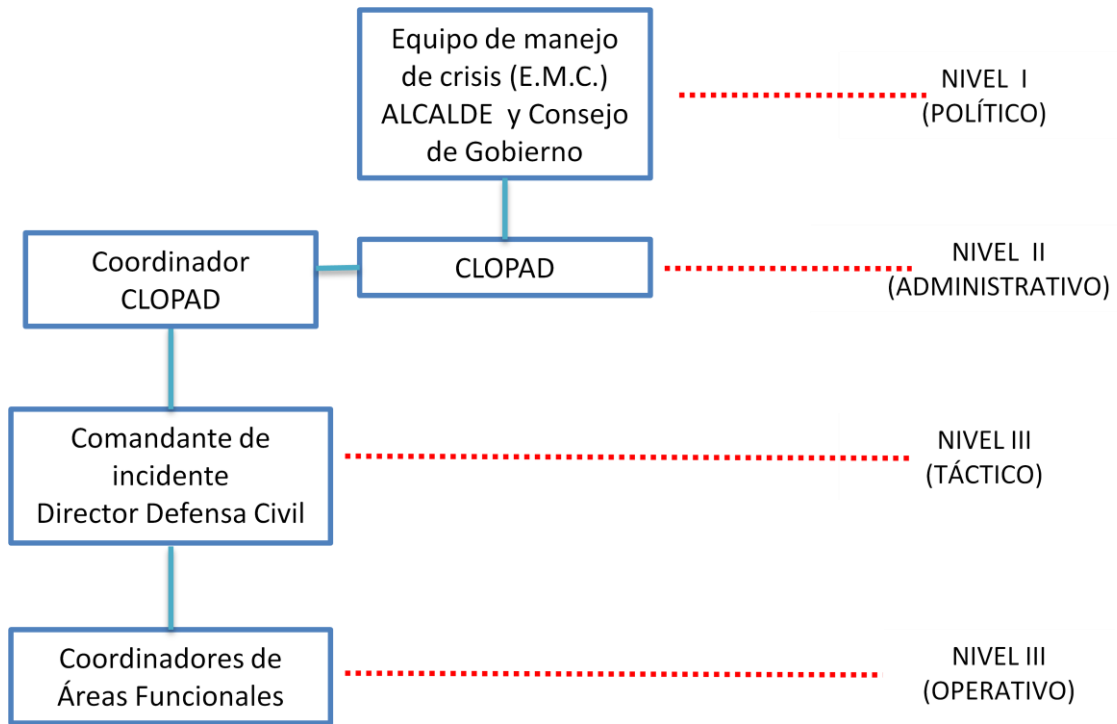 Equipo de manejo
de crisis (E.M.C.)
ALCALDE y Consejo
de Gobierno
NIVEL I
(POLÍTICO)
Coordinador
CLOPAD
CLOPAD
NIVEL II
(ADMINISTRATIVO)
Comandante de
incidente
Director Defensa Civil
NIVEL III
(TÁCTICO)
Coordinadores de
Áreas Funcionales
NIVEL III
(OPERATIVO)